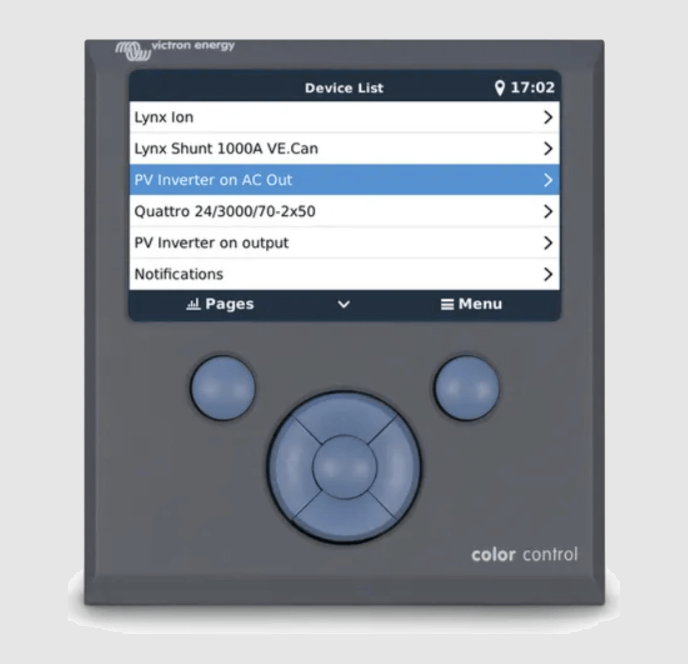 victron energy
Device List 17:02
Lynx Ion
Lynx Shunt 1000A VE.Can
PV Inverter on AC Out
Quattro 24/3000/70-2x50
PV Inverter on output
Notifications
Pages Menu
color control